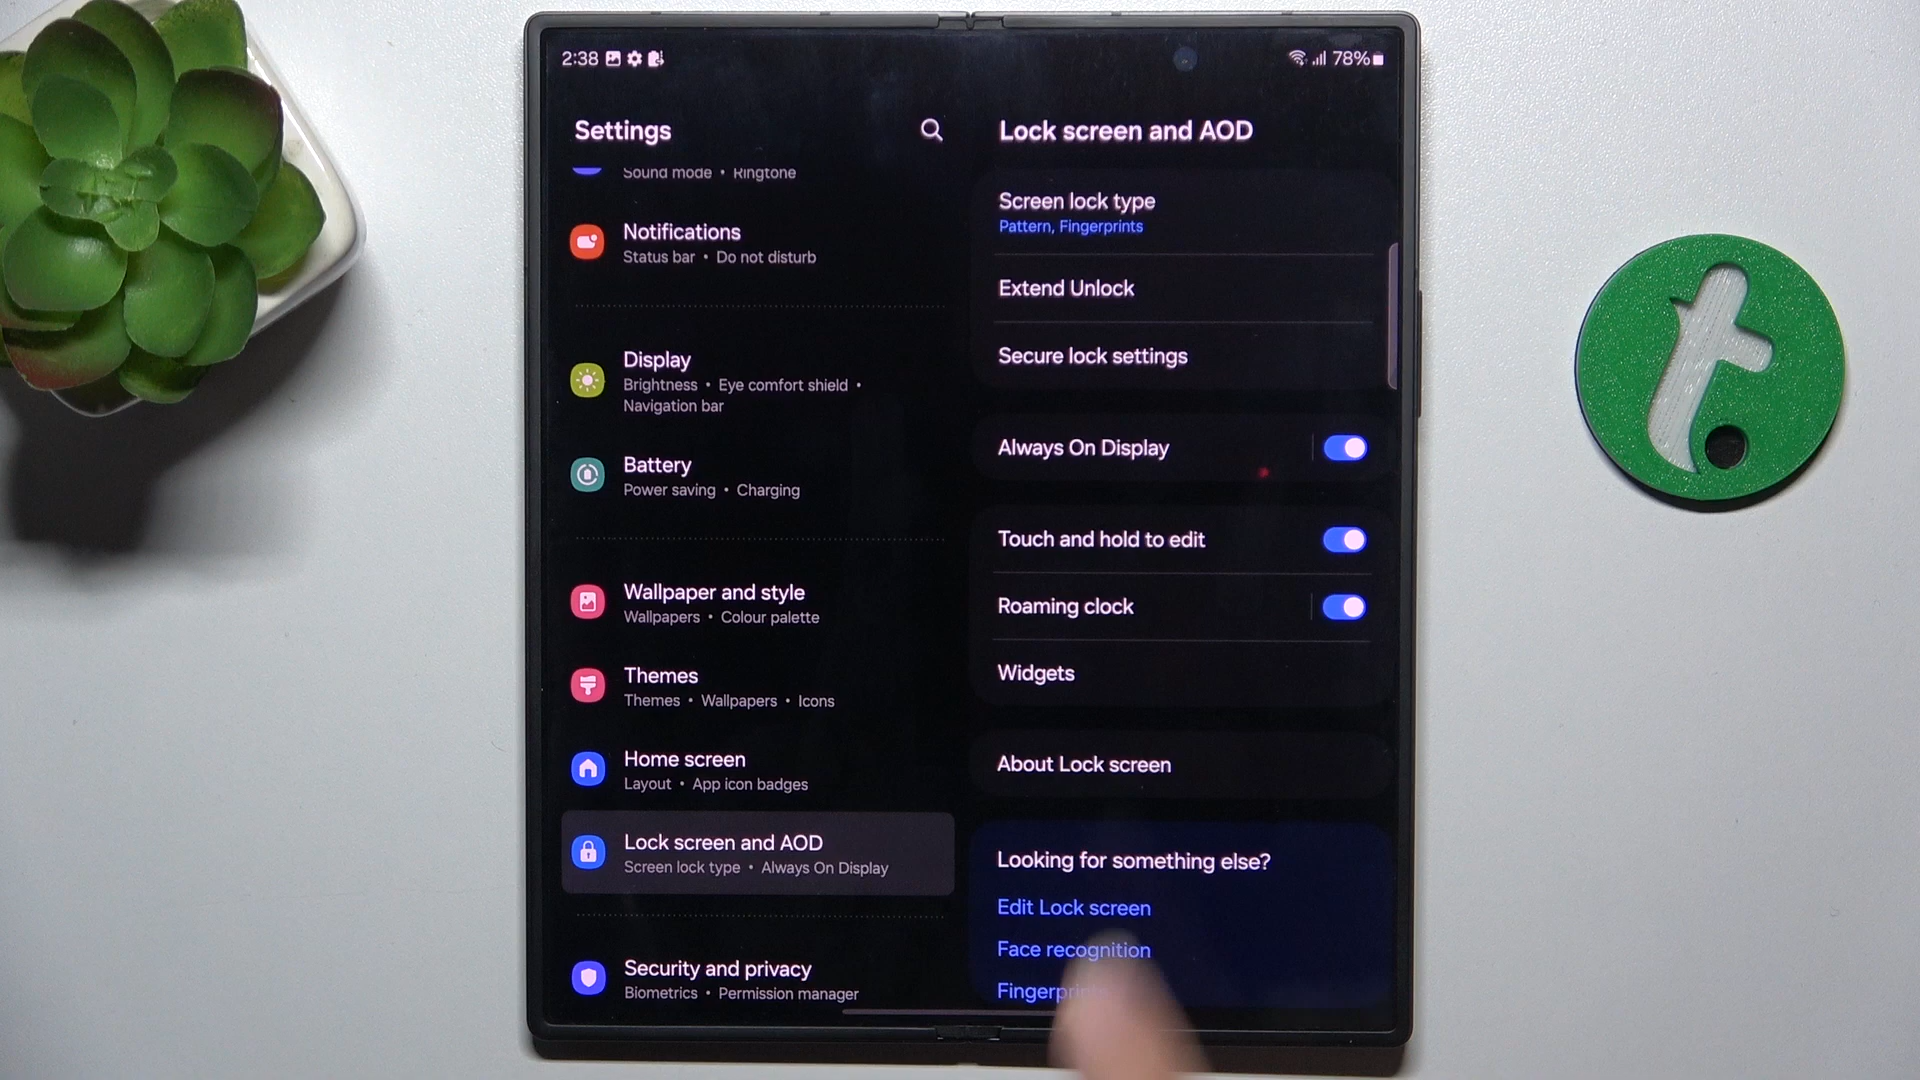 2:38
78%
Settings
Sound mode • Ringtone
Notifications
Status bar • Do not disturb
Display
Brightness • Eye comfort shield •
Navigation bar
Battery
Power saving • Charging
Wallpaper and style
Wallpapers • Colour palette
Themes
Themes • Wallpapers • Icons
Home screen
Layout • App icon badges
Lock screen and AOD
Screen lock type • Always On Display
Security and privacy
Biometrics • Permission manager
Lock screen and AOD
Screen lock type
Pattern, Fingerprints
Extend Unlock
Secure lock settings
Always On Display
Touch and hold to edit
Roaming clock
Widgets
About Lock screen
Looking for something else?
Edit Lock screen
Face recognition